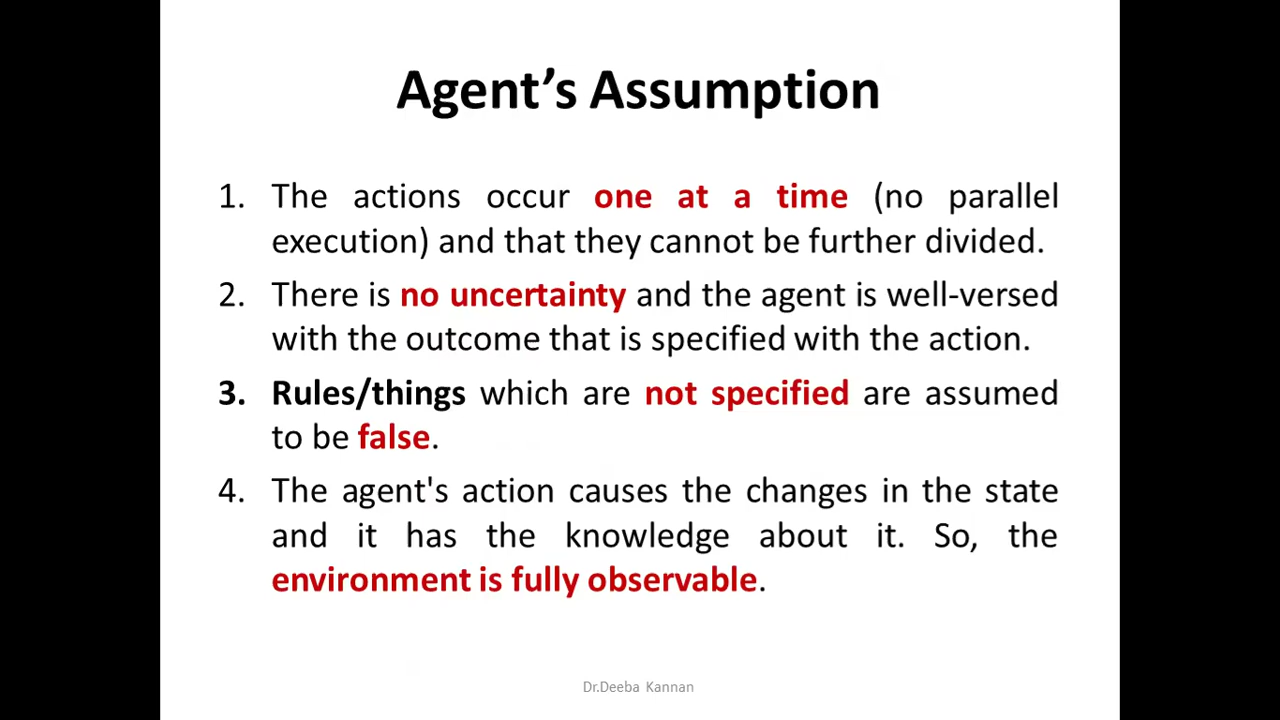 Agent’s Assumption
1. The actions occur one at a time (no parallel
execution) and that they cannot be further divided.
2. There is no uncertainty and the agent is well-versed
with the outcome that is specified with the action.
3. Rules/things which are not specified are assumed
to be false.
4. The agent's action causes the changes in the state
and it has the knowledge about it. So, the
environment is fully observable.
Dr.Deeba Kannan